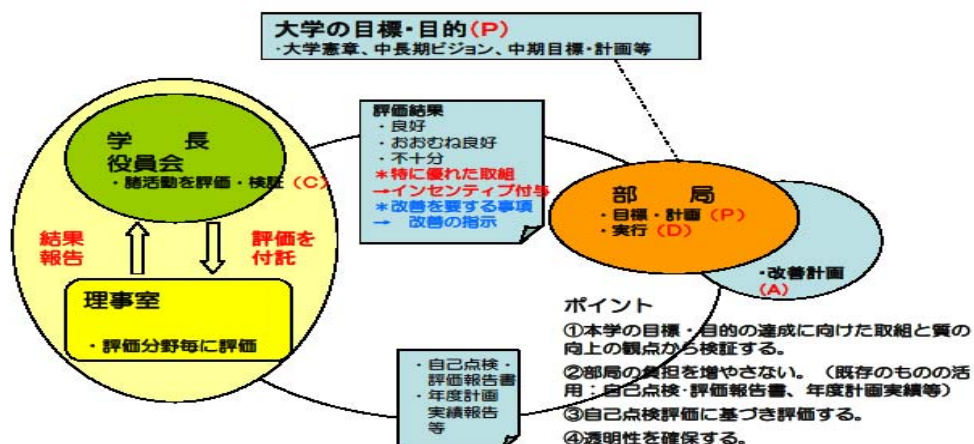 大学の目標・目的(P)
・大学憲章、中長期ビジョン、中期目標・計画等
学　長
役員会
・諸活動を評価・検証(C)
結果
報告
評価を
付託
理事室
・評価分野毎に評価
評価結果
・良好
・おおむね良好
・不十分
＊特に優れた取組
→インセンティブ付与
＊改善を要する事項
→　改善の指示
部　局
・目標・計画(P)
・実行(D)
・改善計画
(A)
・自己点検・
評価報告書
・年度計画
実績報告
等
ポイント
①本学の目標・目的の達成に向けた取組と質の
向上の観点から検証する。
②部局の負担を増やさない。（既存のものの活
用：自己点検・評価報告書、年度計画実績等）
③自己点検評価に基づき評価する。
④透明性を確保する。